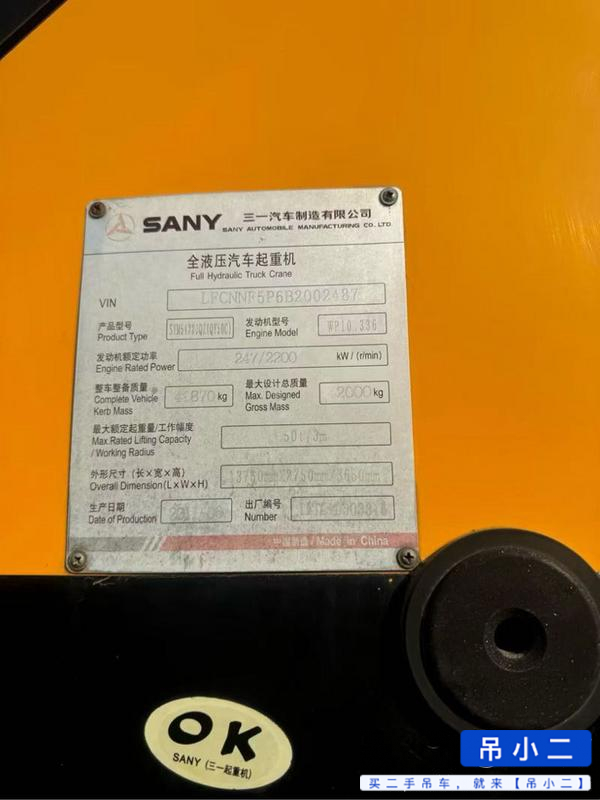 SANY 三一汽车制造有限公司
SANY AUTOMOBILE MANUFACTURING CO.,LTD.
全液压汽车起重机
Full Hydraulic Truck Crane
VIN LFCNNF5P6B2002487
产品型号
Product Type
发动机型号
Engine Model WP10.336
发动机额定功率
Engine Rated Power 247/2200 kW / (r/min)
整车整备质量
Complete Vehicle
Kerb Mass kg
最大设计总质量
Max. Designed
Gross Mass kg
最大额定起重量/工作幅度
Max.Rated Lifting Capacity
/ Working Radius 50t/3m
外形尺寸（长×宽×高）
Overall Dimension(L×W×H)
生产日期
Date of Production
出厂编号
Number
中国制造 / Made in China
OK
SANY (三一起重机)
吊小二
买二手吊车，就来【吊小二】